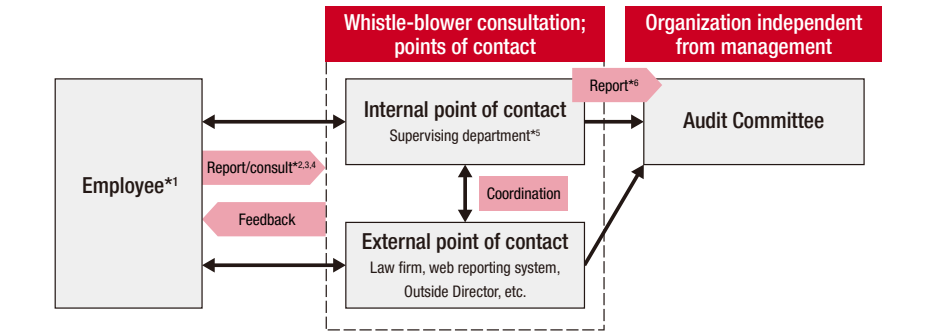 Whistle-blower consultation;
points of contact
Organization independent
from management
Employee*1
Report/consult*2,3,4
Feedback
Internal point of contact
Supervising department*5
Coordination
External point of contact
Law firm, web reporting system,
Outside Director, etc.
Report*6
Audit Committee